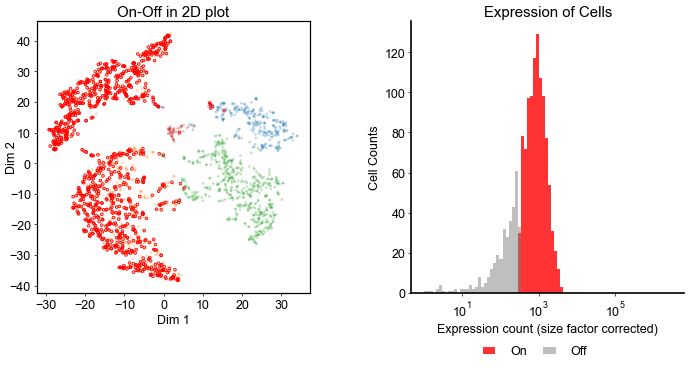 On-Off in 2D plot
40
30
20
10
0
−10
−20
−30
−40
Dim 2
−30 −20 −10 0 10 20 30
Dim 1
Expression of Cells
120
100
80
60
40
20
0
Cell Counts
10^1 10^3 10^5
Expression count (size factor corrected)
On Off